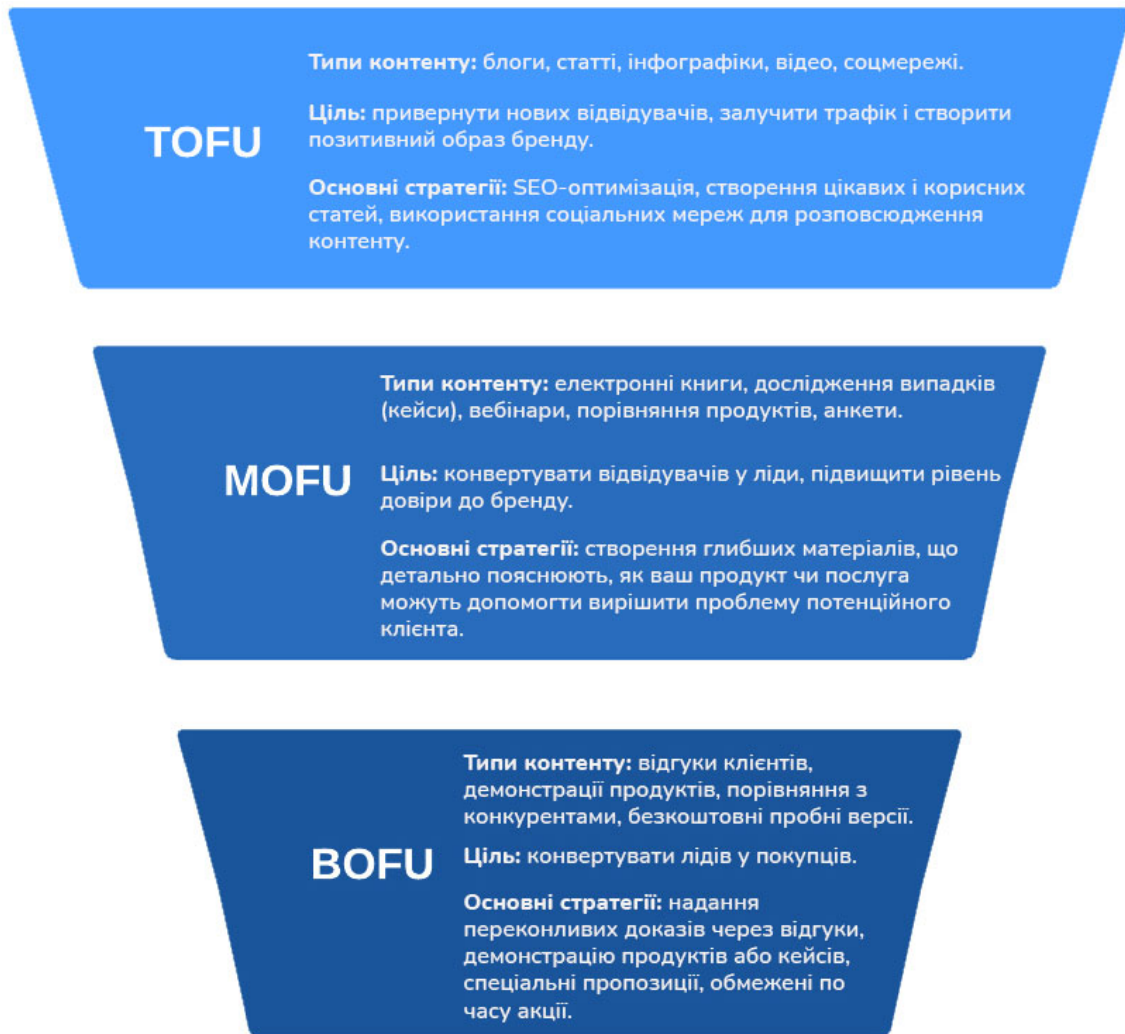 Типи контенту: блоги, статті, інфографіки, відео, соцмережі.
Ціль: привернути нових відвідувачів, залучити трафік і створити
позитивний образ бренду.
TOFU
Основні стратегії: SEO-оптимізація, створення цікавих і корисних
статей, використання соціальних мереж для розповсюдження
контенту.
Типи контенту: електронні книги, дослідження випадків
(кейси), вебінари, порівняння продуктів, анкети.
MOFU
Ціль: конвертувати відвідувачів у ліди, підвищити рівень
довіри до бренду.
Основні стратегії: створення глибших матеріалів, що
детально пояснюють, як ваш продукт чи послуга
можуть допомогти вирішити проблему потенційного
клієнта.
Типи контенту: відгуки клієнтів,
демонстрації продуктів, порівняння з
конкурентами, безкоштовні пробні версії.
BOFU
Ціль: конвертувати лідів у покупців.
Основні стратегії: надання
переконливих доказів через відгуки,
демонстрацію продуктів або кейсів,
спеціальні пропозиції, обмежені по
часу акції.